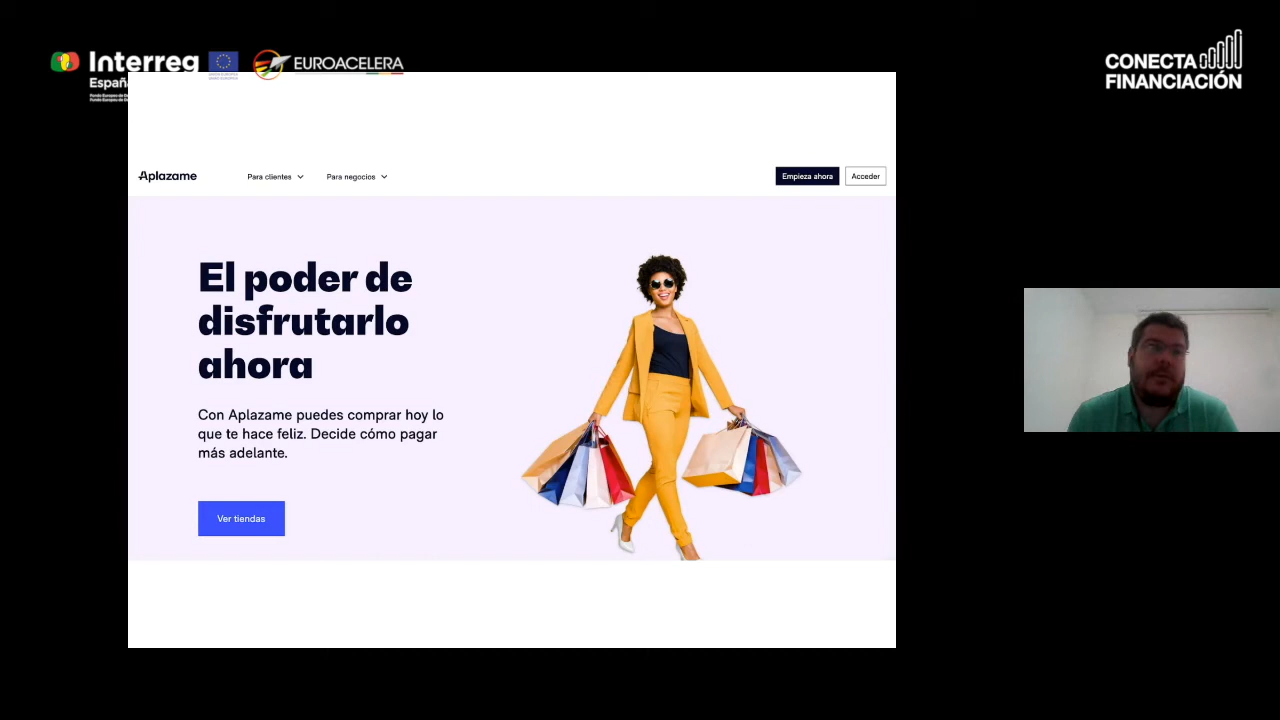 Interreg
Españ
EUROACELERA
CONECTA
FINANCIACIÓN
Aplazame
Para clientes
Para negocios
Empieza ahora
Acceder
El poder de
disfrutarlo
ahora
Con Aplazame puedes comprar hoy lo
que te hace feliz. Decide cómo pagar
más adelante.
Ver tiendas